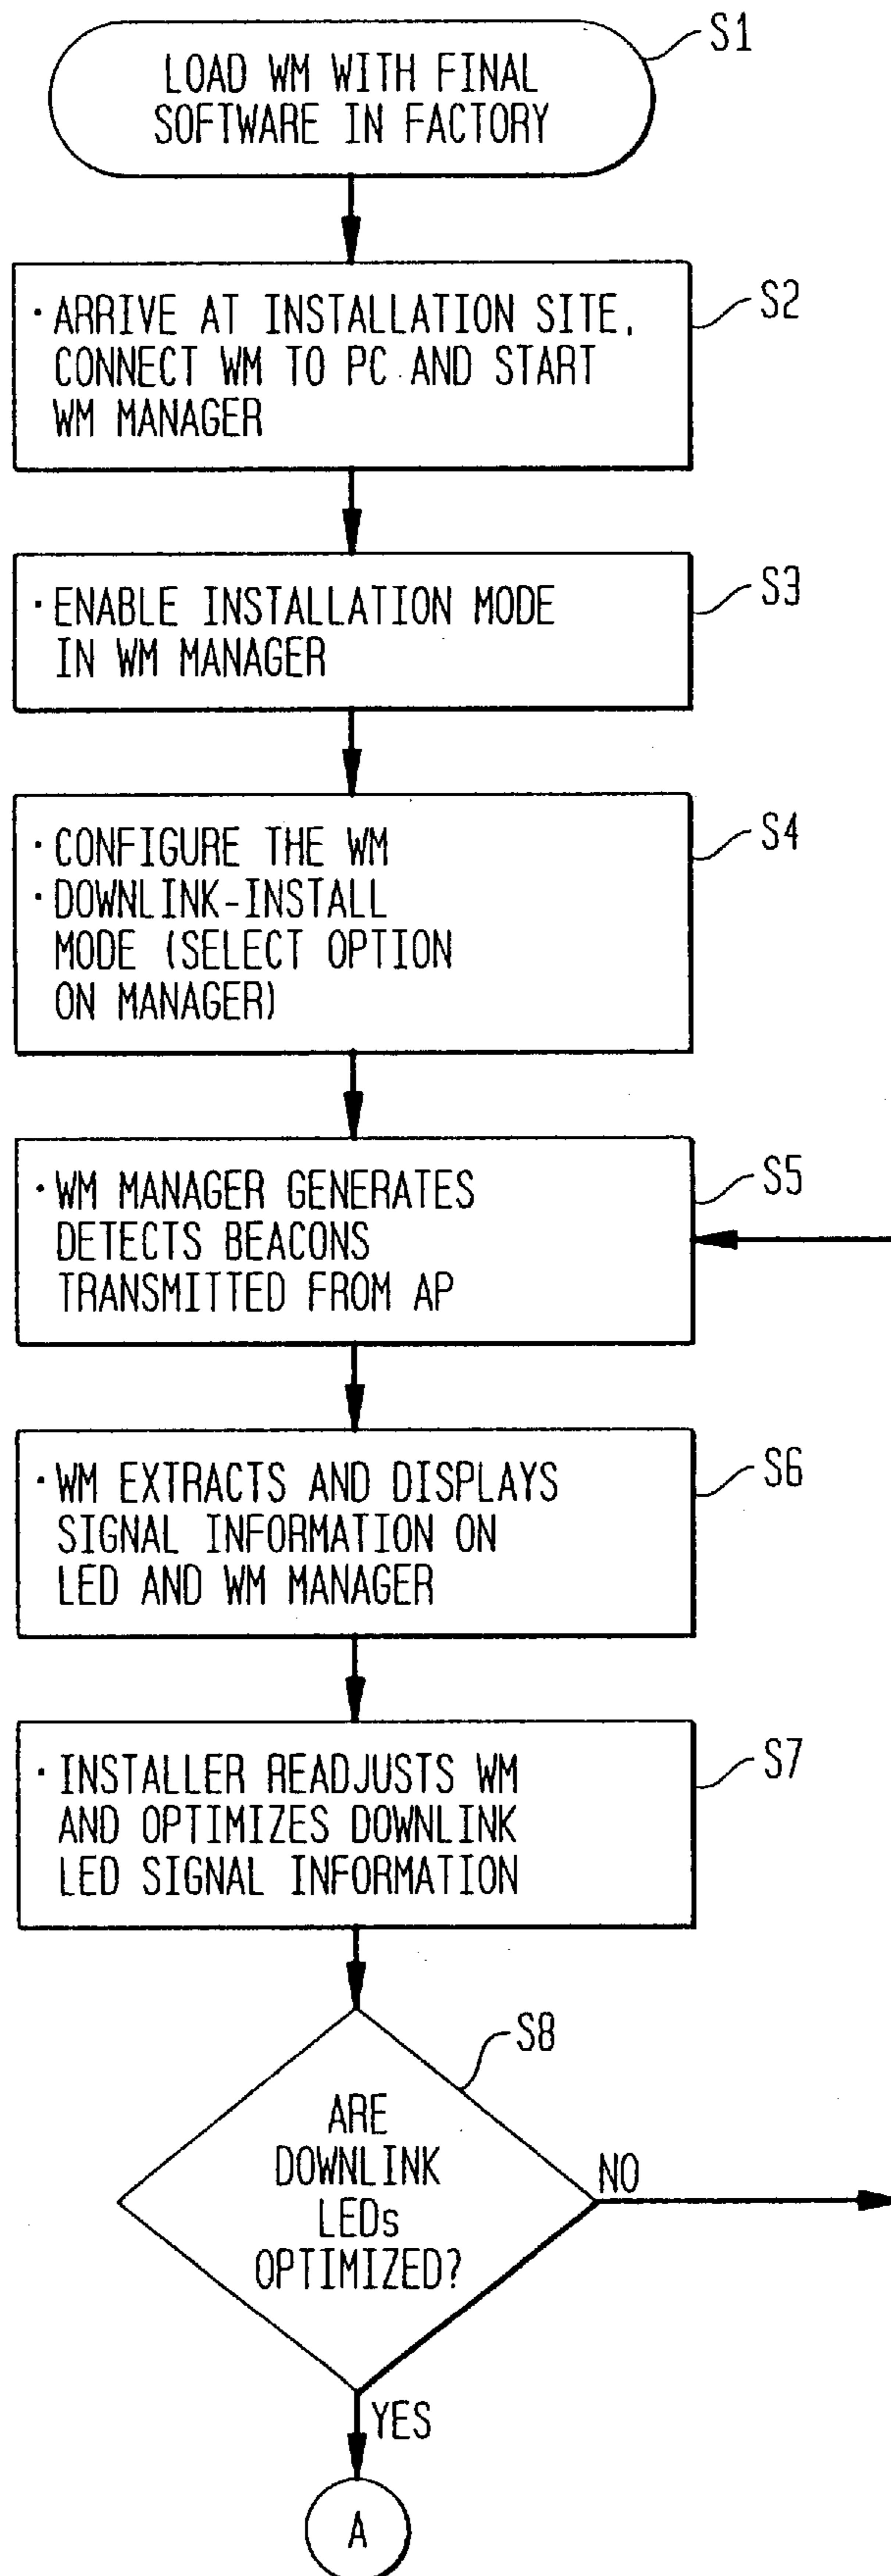 S1
LOAD WM WITH FINAL
SOFTWARE IN FACTORY
S2
· ARRIVE AT INSTALLATION SITE,
CONNECT WM TO PC AND START
WM MANAGER
S3
· ENABLE INSTALLATION MODE
IN WM MANAGER
S4
· CONFIGURE THE WM
· DOWNLINK-INSTALL
MODE (SELECT OPTION
ON MANAGER)
S5
· WM MANAGER GENERATES
DETECTS BEACONS
TRANSMITTED FROM AP
S6
· WM EXTRACTS AND DISPLAYS
SIGNAL INFORMATION ON
LED AND WM MANAGER
S7
· INSTALLER READJUSTS WM
AND OPTIMIZES DOWNLINK
LED SIGNAL INFORMATION
S8
ARE
DOWNLINK
LEDs
OPTIMIZED?
NO
YES
A